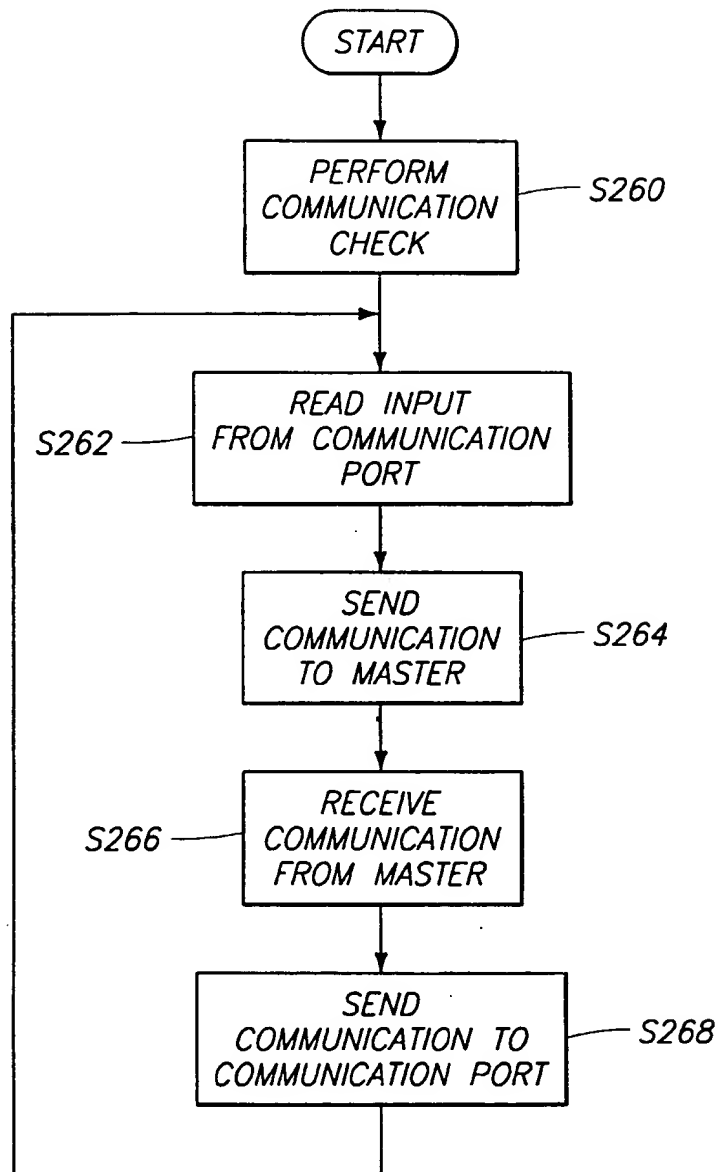 START
PERFORM
COMMUNICATION
CHECK
S260
READ INPUT
FROM COMMUNICATION
PORT
S262
SEND
COMMUNICATION
TO MASTER
S264
RECEIVE
COMMUNICATION
FROM MASTER
S266
SEND
COMMUNICATION TO
COMMUNICATION PORT
S268